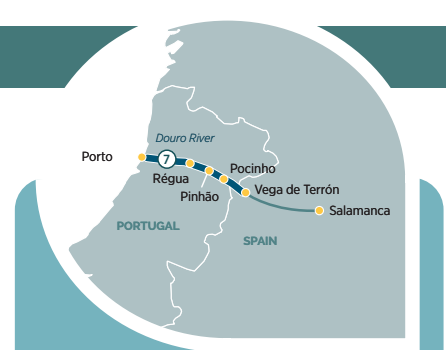 Douro River
Porto
7
Pocinho
Régua
Vega de Terrón
Pinhão
Salamanca
PORTUGAL
SPAIN